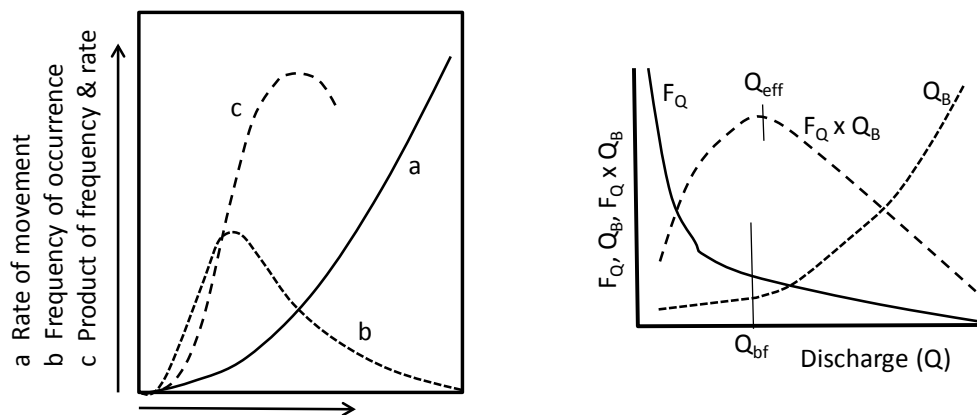 a Rate of movement
b Frequency of occurrence
c Product of frequency & rate
c
a
b
F_Q, Q_B, F_Q x Q_B
F_Q
Q_eff
Q_B
F_Q x Q_B
Q_bf
Discharge (Q)